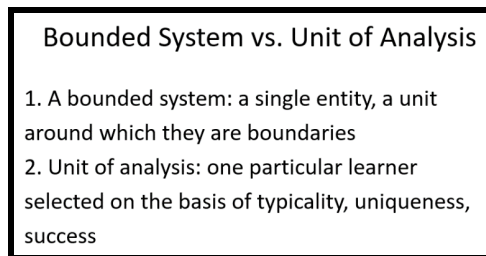 Bounded System vs. Unit of Analysis
1. A bounded system: a single entity, a unit
around which they are boundaries
2. Unit of analysis: one particular learner
selected on the basis of typicality, uniqueness,
success